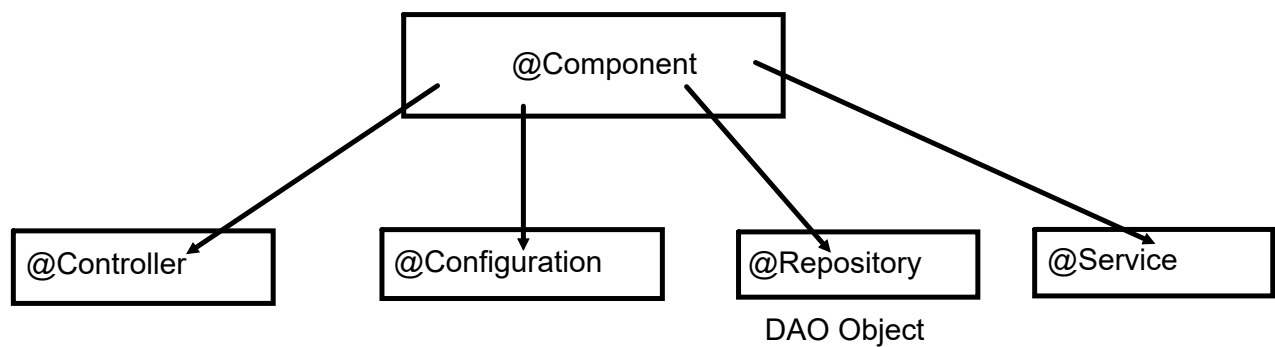 @Component
@Controller
@Configuration
@Repository
@Service
DAO Object